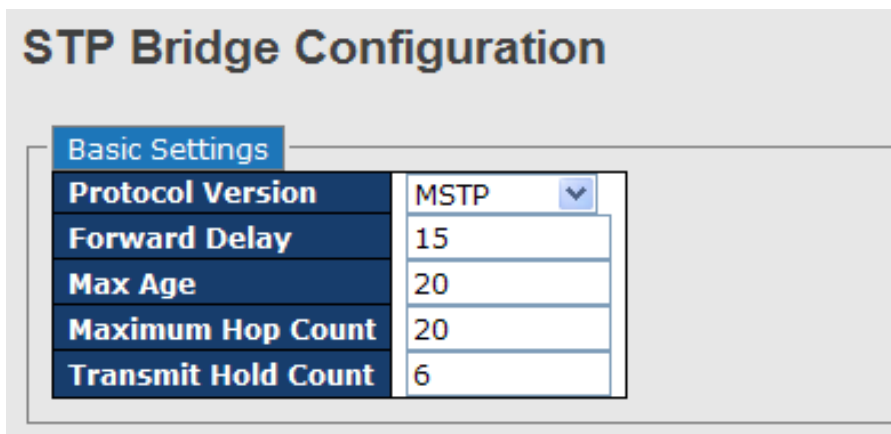 STP Bridge Configuration
Basic Settings
Protocol Version MSTP
Forward Delay 15
Max Age 20
Maximum Hop Count 20
Transmit Hold Count 6